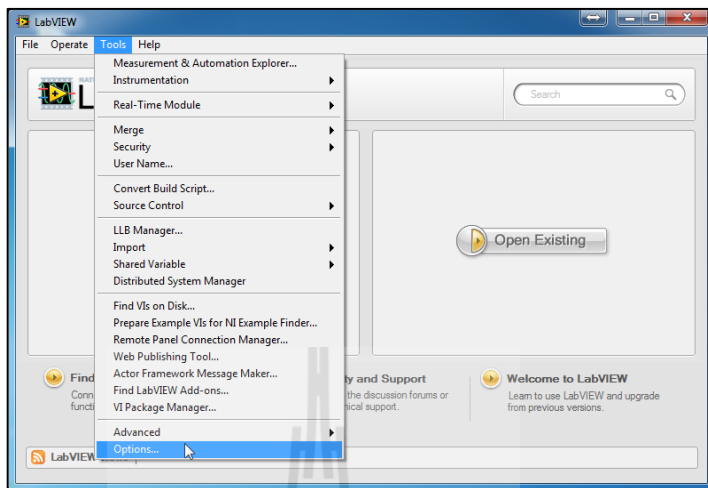 LabVIEW
File Operate Tools Help
Measurement & Automation Explorer...
Instrumentation
Real-Time Module
Merge
Security
User Name...
Convert Build Script...
Source Control
LLB Manager...
Import
Shared Variable
Distributed System Manager
Find VIs on Disk...
Prepare Example VIs for NI Example Finder...
Remote Panel Connection Manager...
Web Publishing Tool...
Actor Framework Message Maker...
Find LabVIEW Add-ons...
VI Package Manager...
Advanced
Options...
NAT
L
Search
Open Existing
Find
Conn
functi
ty and Support
the discussion forums or
nical support.
Welcome to LabVIEW
Learn to use LabVIEW and upgrade
from previous versions.
LabVIEW